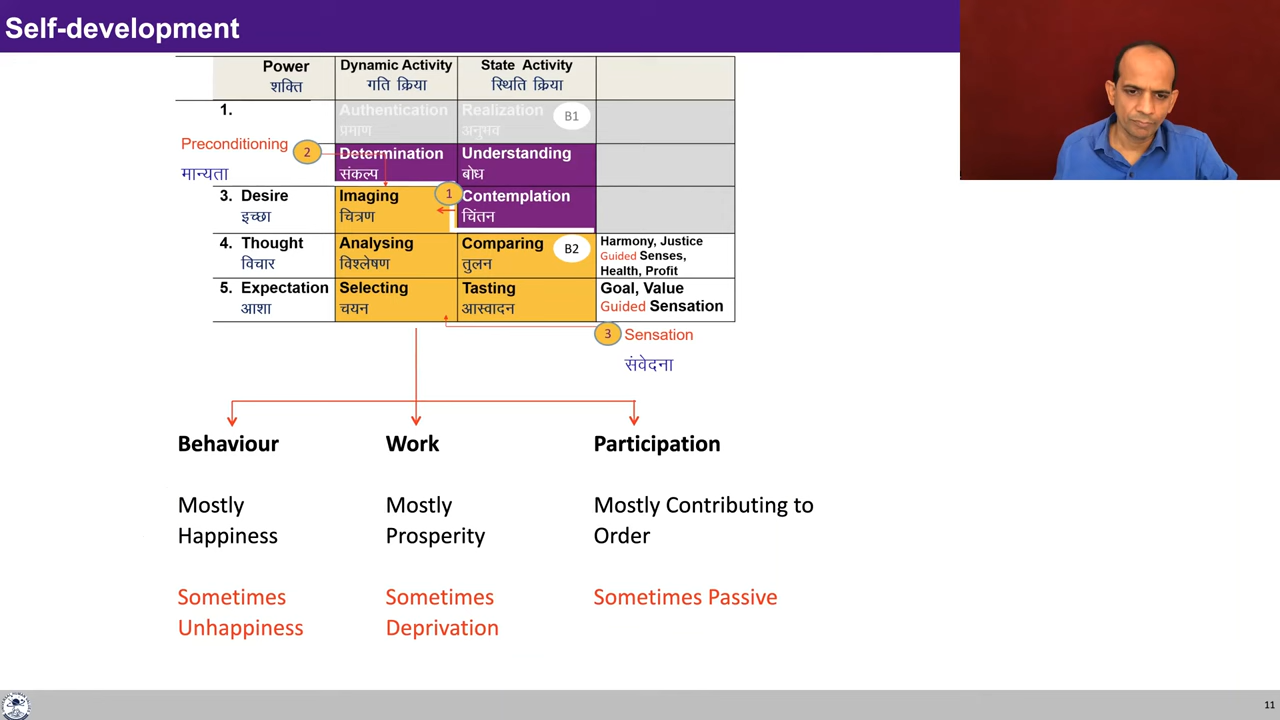 Self-development
Power
शक्ति
Dynamic Activity
गति क्रिया
State Activity
स्थिति क्रिया
1.
Authentication
प्रमाण
Realization
अनुभव
B1
Preconditioning
मान्यता
2
Determination
संकल्प
Understanding
बोध
3. Desire
इच्छा
Imaging
चित्रण
1
Contemplation
चिंतन
4. Thought
विचार
Analysing
विश्लेषण
Comparing
तुलन
B2
Harmony, Justice
Guided Senses,
Health, Profit
5. Expectation
आशा
Selecting
चयन
Tasting
आस्वादन
Goal, Value
Guided Sensation
3 Sensation
संवेदना
Behaviour
Work
Participation
Mostly
Happiness
Mostly
Prosperity
Mostly Contributing to
Order
Sometimes
Unhappiness
Sometimes
Deprivation
Sometimes Passive
11